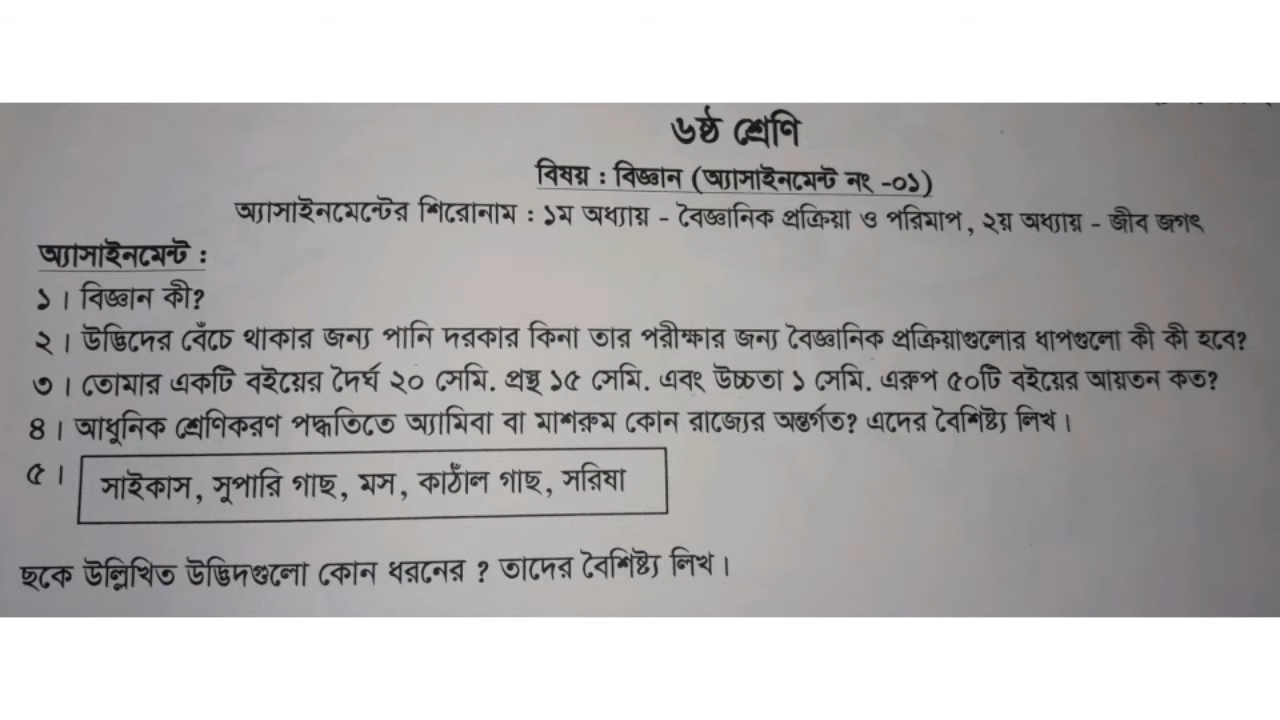 ৬ষ্ঠ শ্রেণি
বিষয় : বিজ্ঞান (অ্যাসাইনমেন্ট নং -০১)
অ্যাসাইনমেন্টের শিরোনাম : ১ম অধ্যায় - বৈজ্ঞানিক প্রক্রিয়া ও পরিমাপ, ২য় অধ্যায় - জীব জগৎ
অ্যাসাইনমেন্ট :
১। বিজ্ঞান কী?
২। উদ্ভিদের বেঁচে থাকার জন্য পানি দরকার কিনা তার পরীক্ষার জন্য বৈজ্ঞানিক প্রক্রিয়াগুলোর ধাপগুলো কী কী হবে?
৩। তোমার একটি বইয়ের দৈর্ঘ ২০ সেমি. প্রস্থ ১৫ সেমি. এবং উচ্চতা ১ সেমি. এরুপ ৫০টি বইয়ের আয়তন কত?
৪। আধুনিক শ্রেণিকরণ পদ্ধতিতে অ্যামিবা বা মাশরুম কোন রাজ্যের অন্তর্গত? এদের বৈশিষ্ট্য লিখ।
৫। সাইকাস, সুপারি গাছ, মস, কাঠাঁল গাছ, সরিষা
ছকে উল্লিখিত উদ্ভিদগুলো কোন ধরনের ? তাদের বৈশিষ্ট্য লিখ।